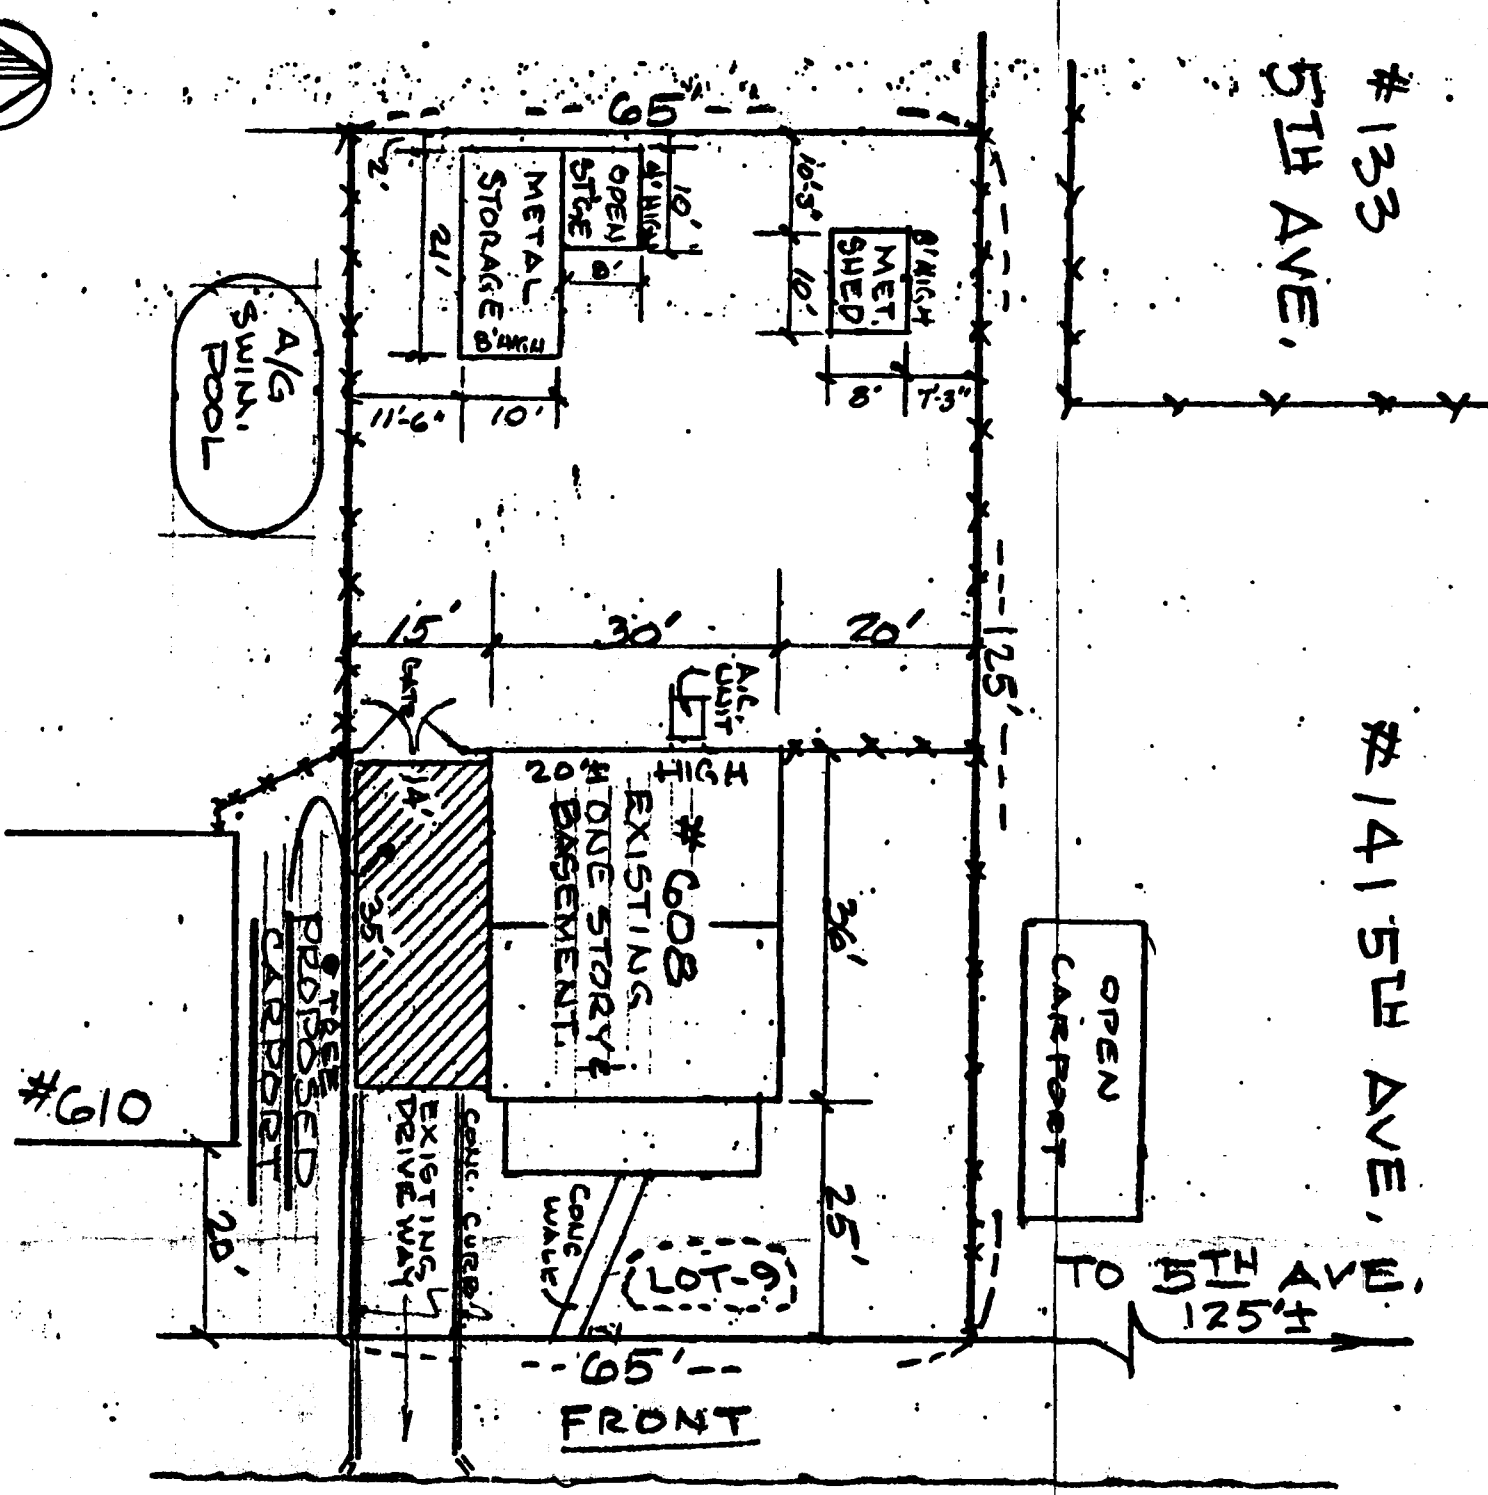 #133
5TH AVE.
65'
2'
21'
METAL
STORAGE
8' HIGH
OPEN
STGE
4' HIGH
10'
8'
10'-3"
10'
8' HIGH
MET.
SHED
8'
7'-3"
11'-6"
10'
A/G
SWIM.
POOL
15'
30'
20'
125'
GATE
A.C.
UNIT
#141 5TH AVE.
20'± HIGH
#608
EXISTING
ONE STORY &
BASEMENT.
14'
35'
36'
OPEN
CARPORT
TREE
PROPOSED
CARPORT
#610
20'
EXISTING
DRIVEWAY
CONC. CURB
CONC
WALK
25'
LOT-9
TO 5TH AVE.
125'±
65'
FRONT